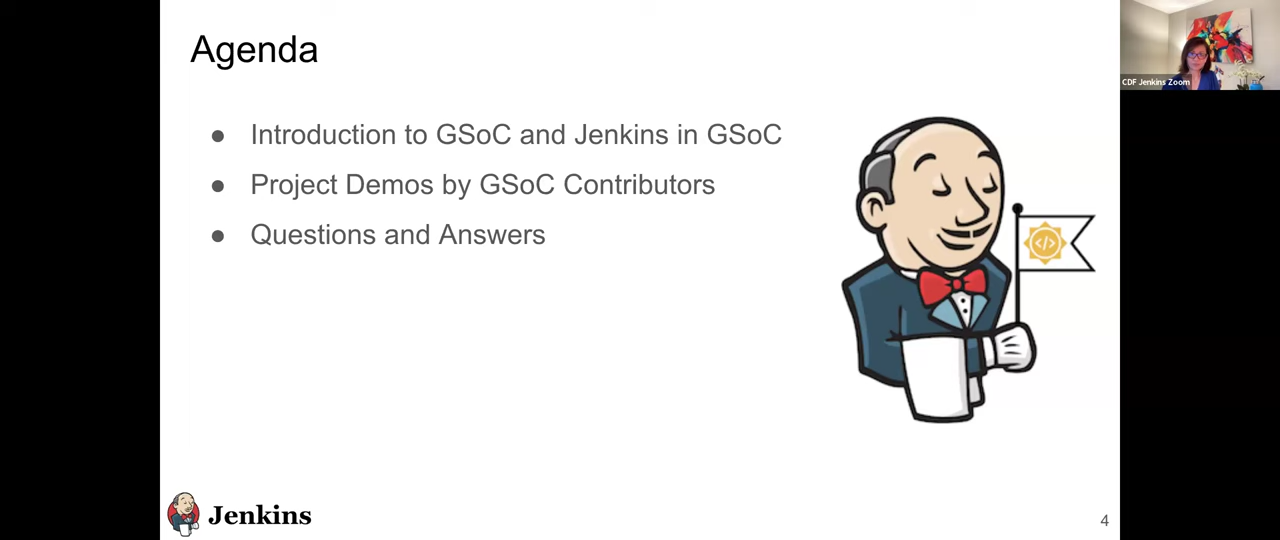 Agenda
CDF Jenkins Zoom
● Introduction to GSoC and Jenkins in GSoC
● Project Demos by GSoC Contributors
● Questions and Answers
</>
Jenkins
4